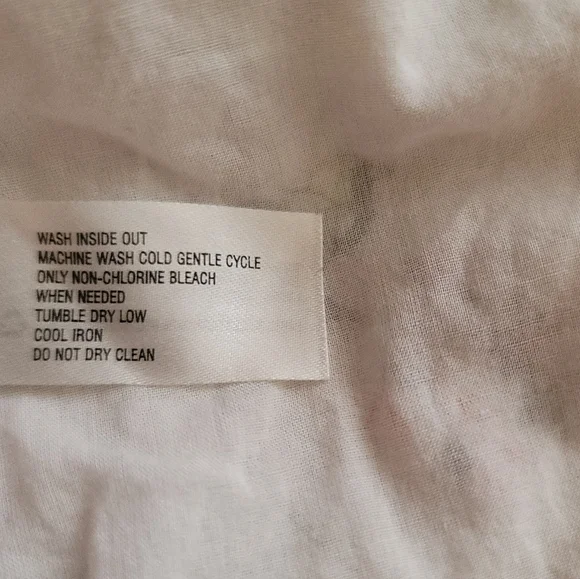 WASH INSIDE OUT
MACHINE WASH COLD GENTLE CYCLE
ONLY NON-CHLORINE BLEACH
WHEN NEEDED
TUMBLE DRY LOW
COOL IRON
DO NOT DRY CLEAN